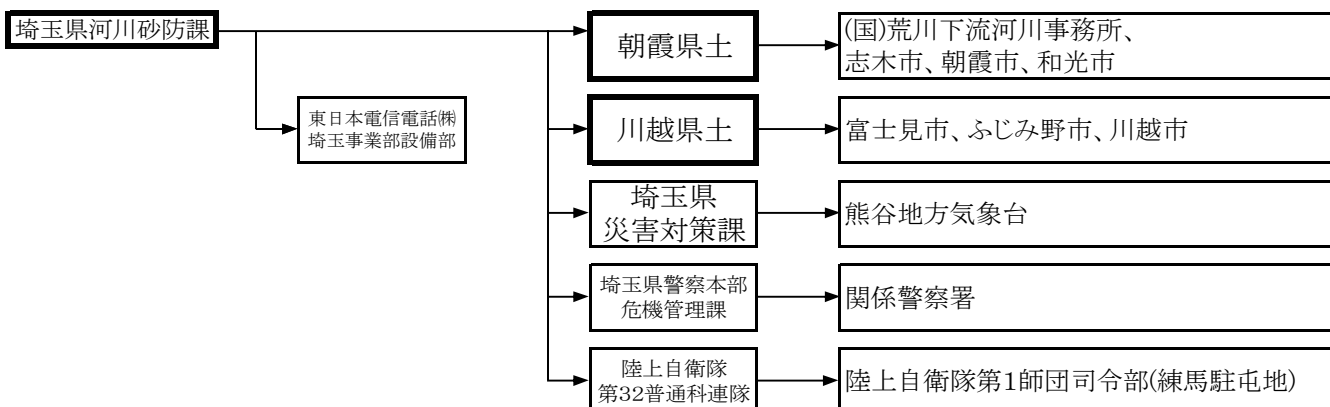 埼玉県河川砂防課
東日本電信電話㈱
埼玉事業部設備部
朝霞県土
(国)荒川下流河川事務所、
志木市、朝霞市、和光市
川越県土
富士見市、ふじみ野市、川越市
埼玉県
災害対策課
熊谷地方気象台
埼玉県警察本部
危機管理課
関係警察署
陸上自衛隊
第32普通科連隊
陸上自衛隊第1師団司令部(練馬駐屯地)